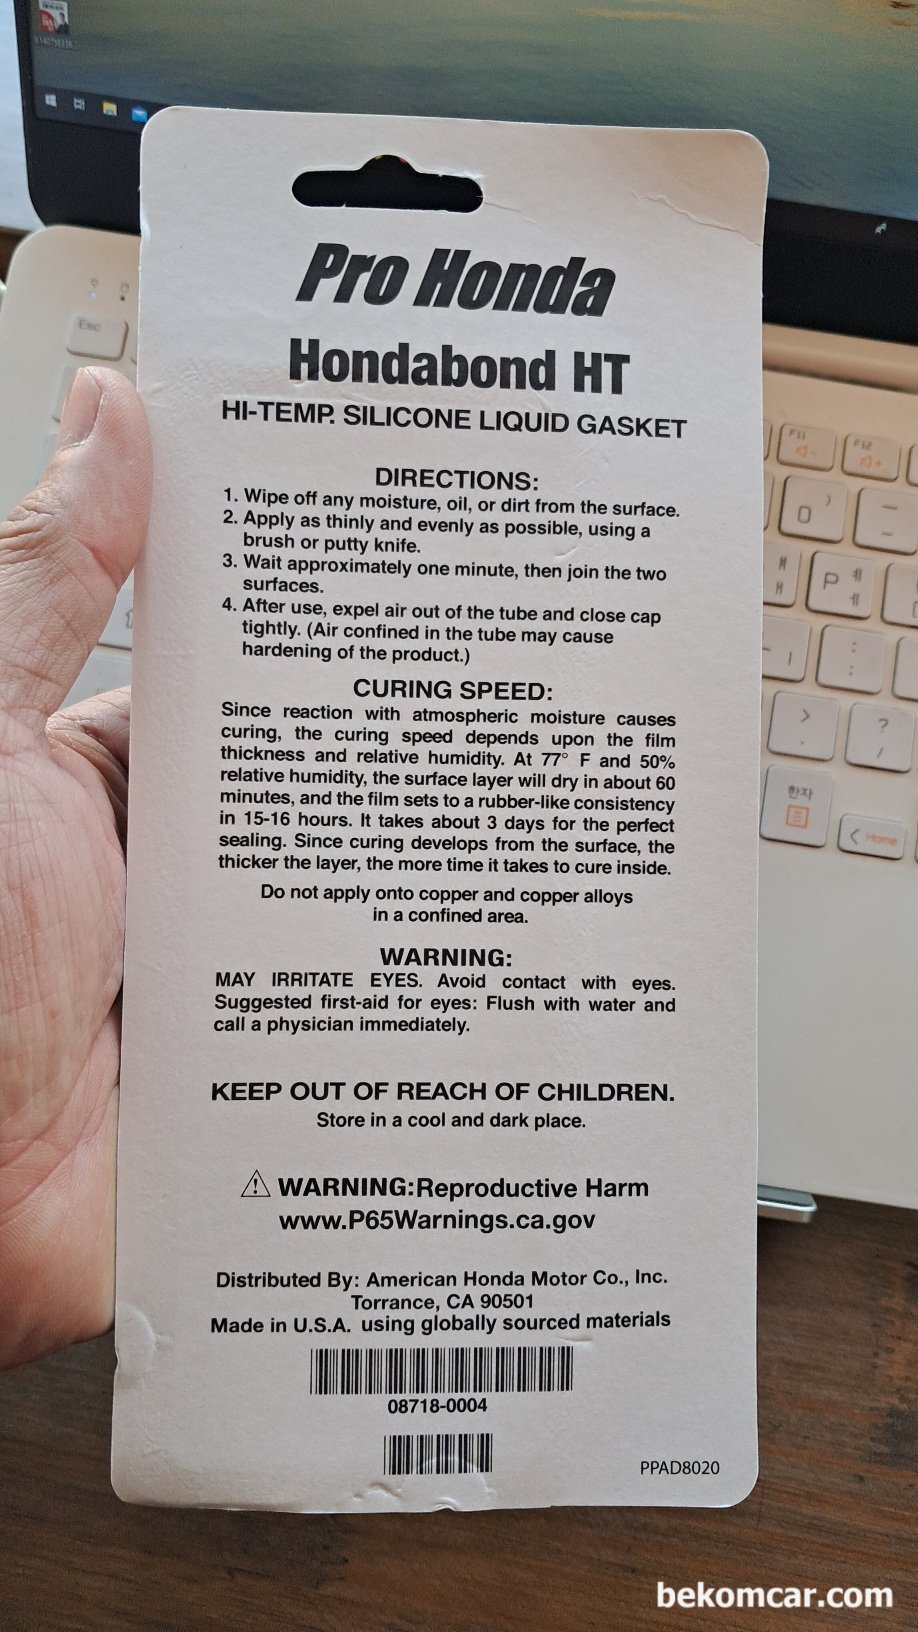 Pro Honda
Hondabond HT
HI-TEMP. SILICONE LIQUID GASKET
DIRECTIONS:
1. Wipe off any moisture, oil, or dirt from the surface.
2. Apply as thinly and evenly as possible, using a
brush or putty knife.
3. Wait approximately one minute, then join the two
surfaces.
4. After use, expel air out of the tube and close cap
tightly. (Air confined in the tube may cause
hardening of the product.)
CURING SPEED:
Since reaction with atmospheric moisture causes
curing, the curing speed depends upon the film
thickness and relative humidity. At 77° F and 50%
relative humidity, the surface layer will dry in about 60
minutes, and the film sets to a rubber-like consistency
in 15-16 hours. It takes about 3 days for the perfect
sealing. Since curing develops from the surface, the
thicker the layer, the more time it takes to cure inside.
Do not apply onto copper and copper alloys
in a confined area.
WARNING:
MAY IRRITATE EYES. Avoid contact with eyes.
Suggested first-aid for eyes: Flush with water and
call a physician immediately.
KEEP OUT OF REACH OF CHILDREN.
Store in a cool and dark place.
WARNING:Reproductive Harm
www.P65Warnings.ca.gov
Distributed By: American Honda Motor Co., Inc.
Torrance, CA 90501
Made in U.S.A. using globally sourced materials
08718-0004
PPAD8020
Esc
F11
F12
0 )
P ㅔ ㅖ
> .
? /
한자
< Home
bekomcar.com